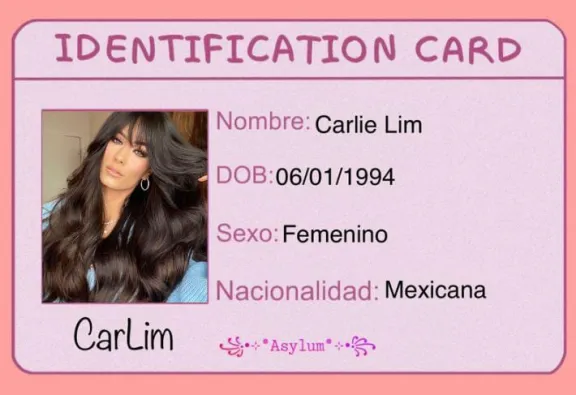 IDENTIFICATION CARD
Nombre: Carlie Lim
DOB:06/01/1994
Sexo: Femenino
Nacionalidad: Mexicana
CarLim
꧁•⊹٭Asylum٭⊹•꧂